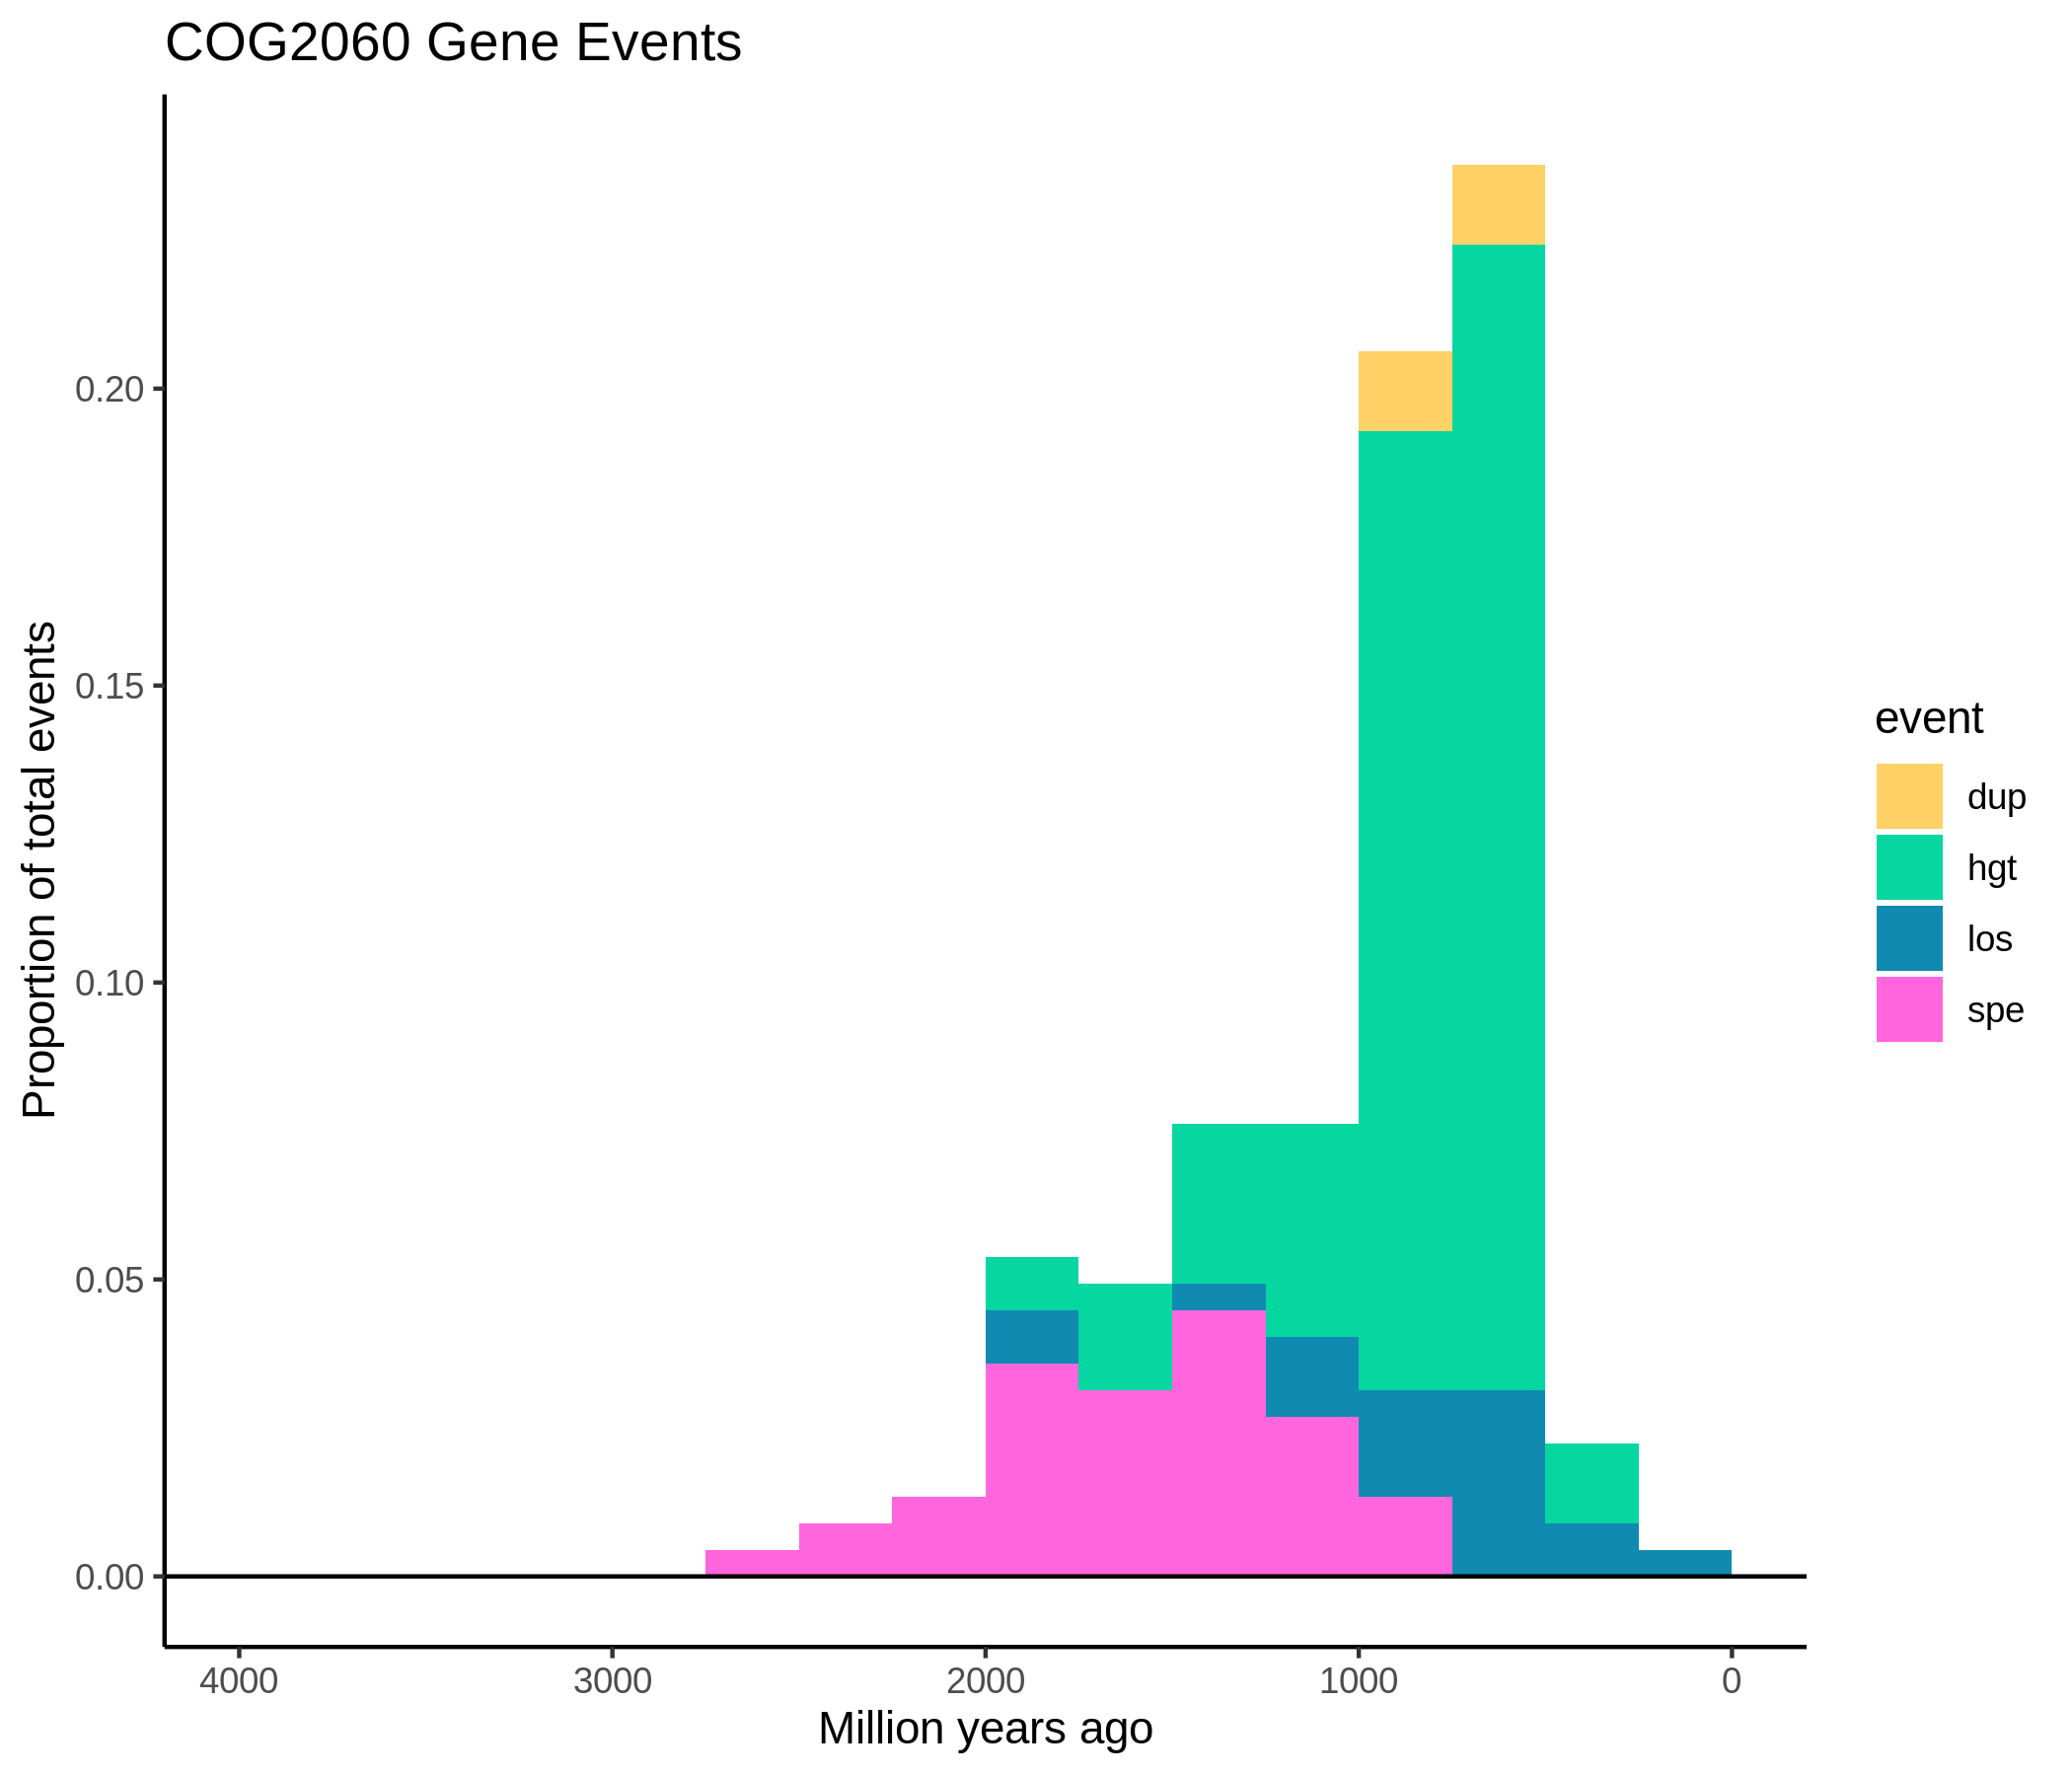 COG2060 Gene Events
Proportion of total events
0.20
0.15
0.10
0.05
0.00
4000 3000 2000 1000 0
Million years ago
event
dup
hgt
los
spe